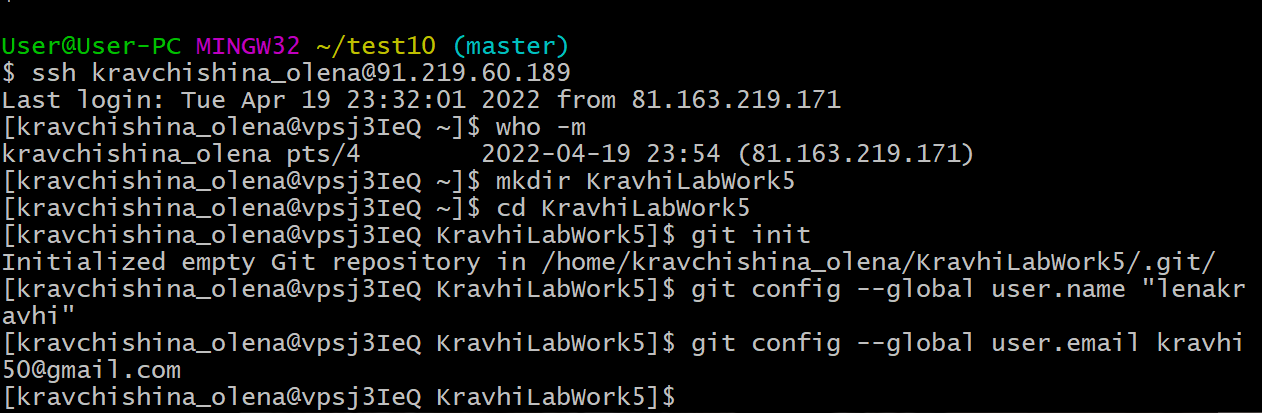 User@User-PC MINGW32 ~/test10 (master)
$ ssh kravchishina_olena@91.219.60.189
Last login: Tue Apr 19 23:32:01 2022 from 81.163.219.171
[kravchishina_olena@vpsj3IeQ ~]$ who -m
kravchishina_olena pts/4        2022-04-19 23:54 (81.163.219.171)
[kravchishina_olena@vpsj3IeQ ~]$ mkdir KravhiLabWork5
[kravchishina_olena@vpsj3IeQ ~]$ cd KravhiLabWork5
[kravchishina_olena@vpsj3IeQ KravhiLabWork5]$ git init
Initialized empty Git repository in /home/kravchishina_olena/KravhiLabWork5/.git/
[kravchishina_olena@vpsj3IeQ KravhiLabWork5]$ git config --global user.name "lenakr
avhi"
[kravchishina_olena@vpsj3IeQ KravhiLabWork5]$ git config --global user.email kravhi
50@gmail.com
[kravchishina_olena@vpsj3IeQ KravhiLabWork5]$